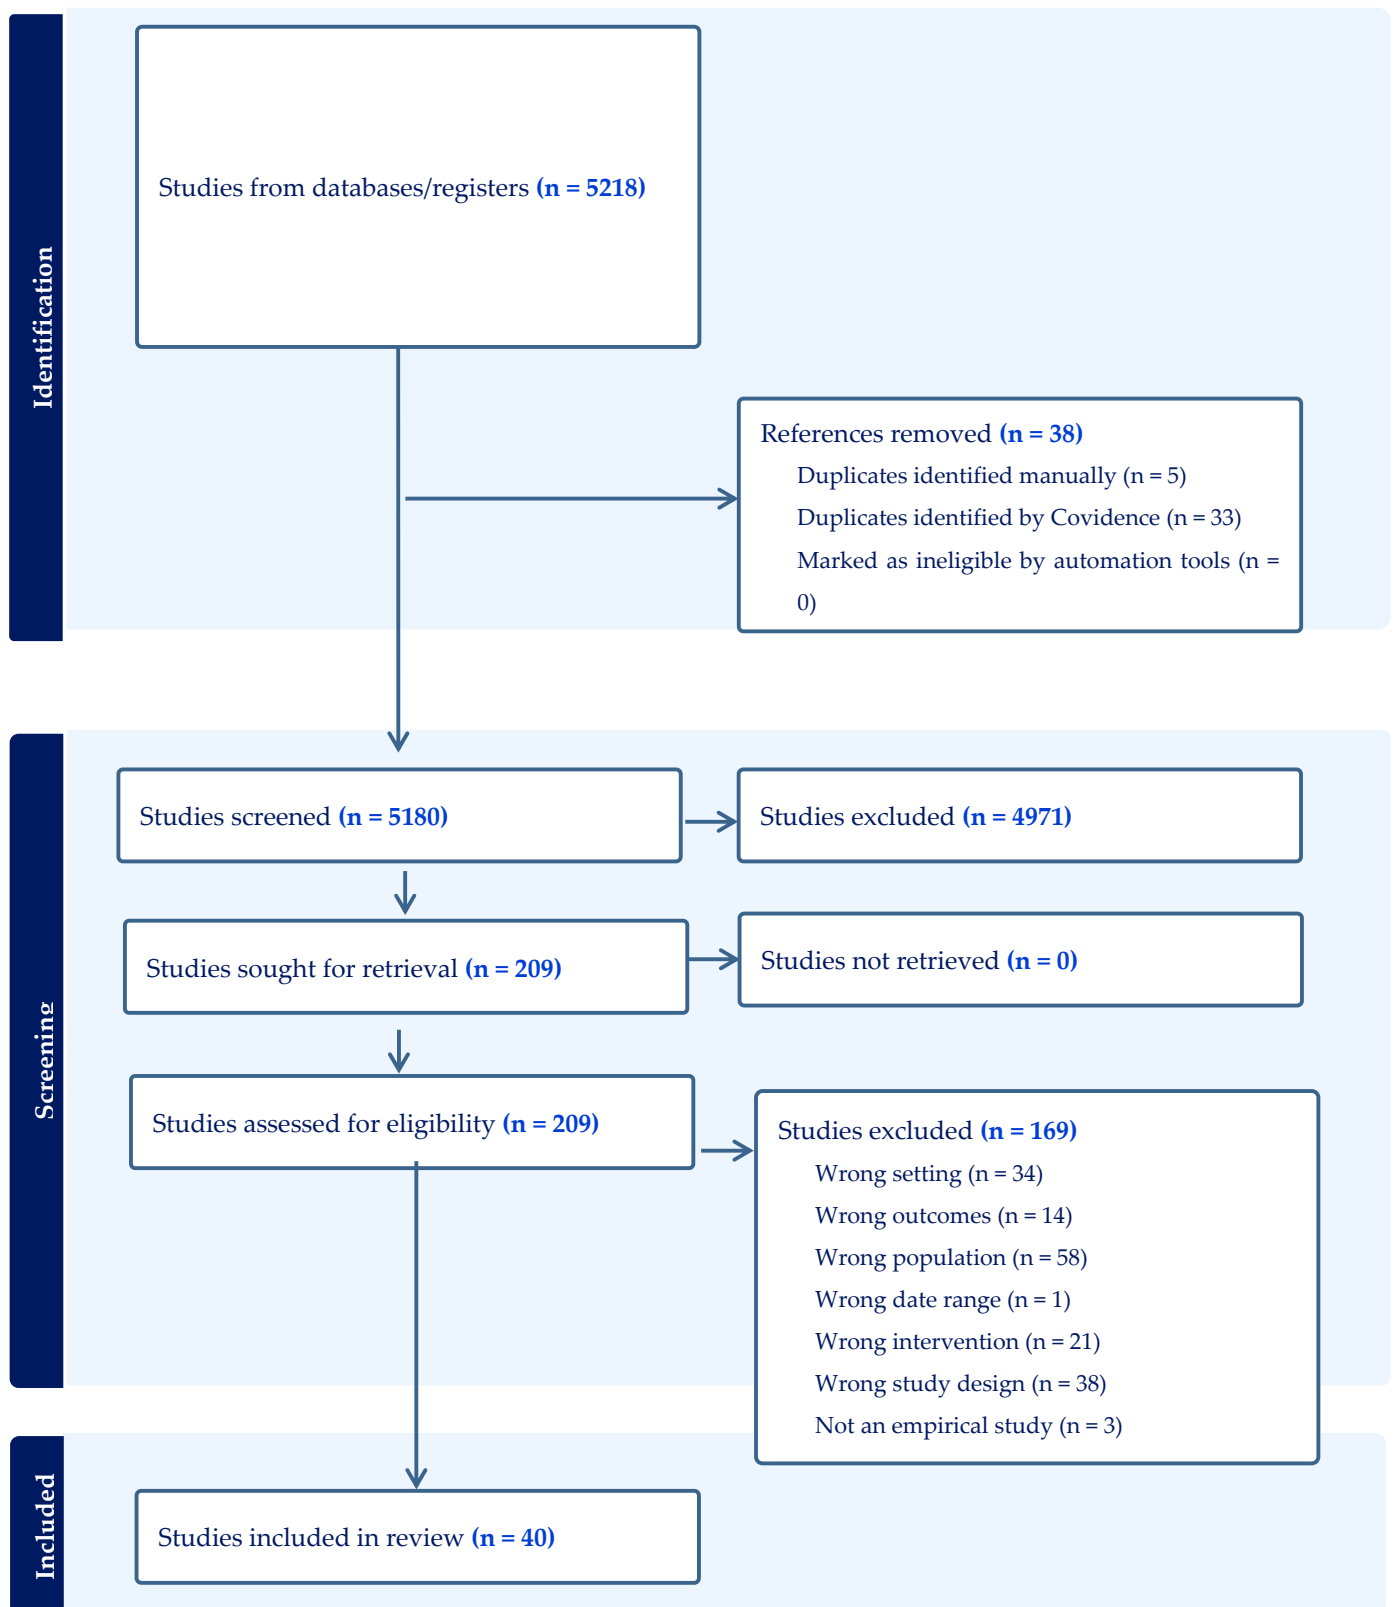 Identification
Studies from databases/registers (n = 5218)
References removed (n = 38)
Duplicates identified manually (n = 5)
Duplicates identified by Covidence (n = 33)
Marked as ineligible by automation tools (n =
0)
Screening
Studies screened (n = 5180)
Studies excluded (n = 4971)
Studies sought for retrieval (n = 209)
Studies not retrieved (n = 0)
Studies assessed for eligibility (n = 209)
Studies excluded (n = 169)
Wrong setting (n = 34)
Wrong outcomes (n = 14)
Wrong population (n = 58)
Wrong date range (n = 1)
Wrong intervention (n = 21)
Wrong study design (n = 38)
Not an empirical study (n = 3)
Included
Studies included in review (n = 40)